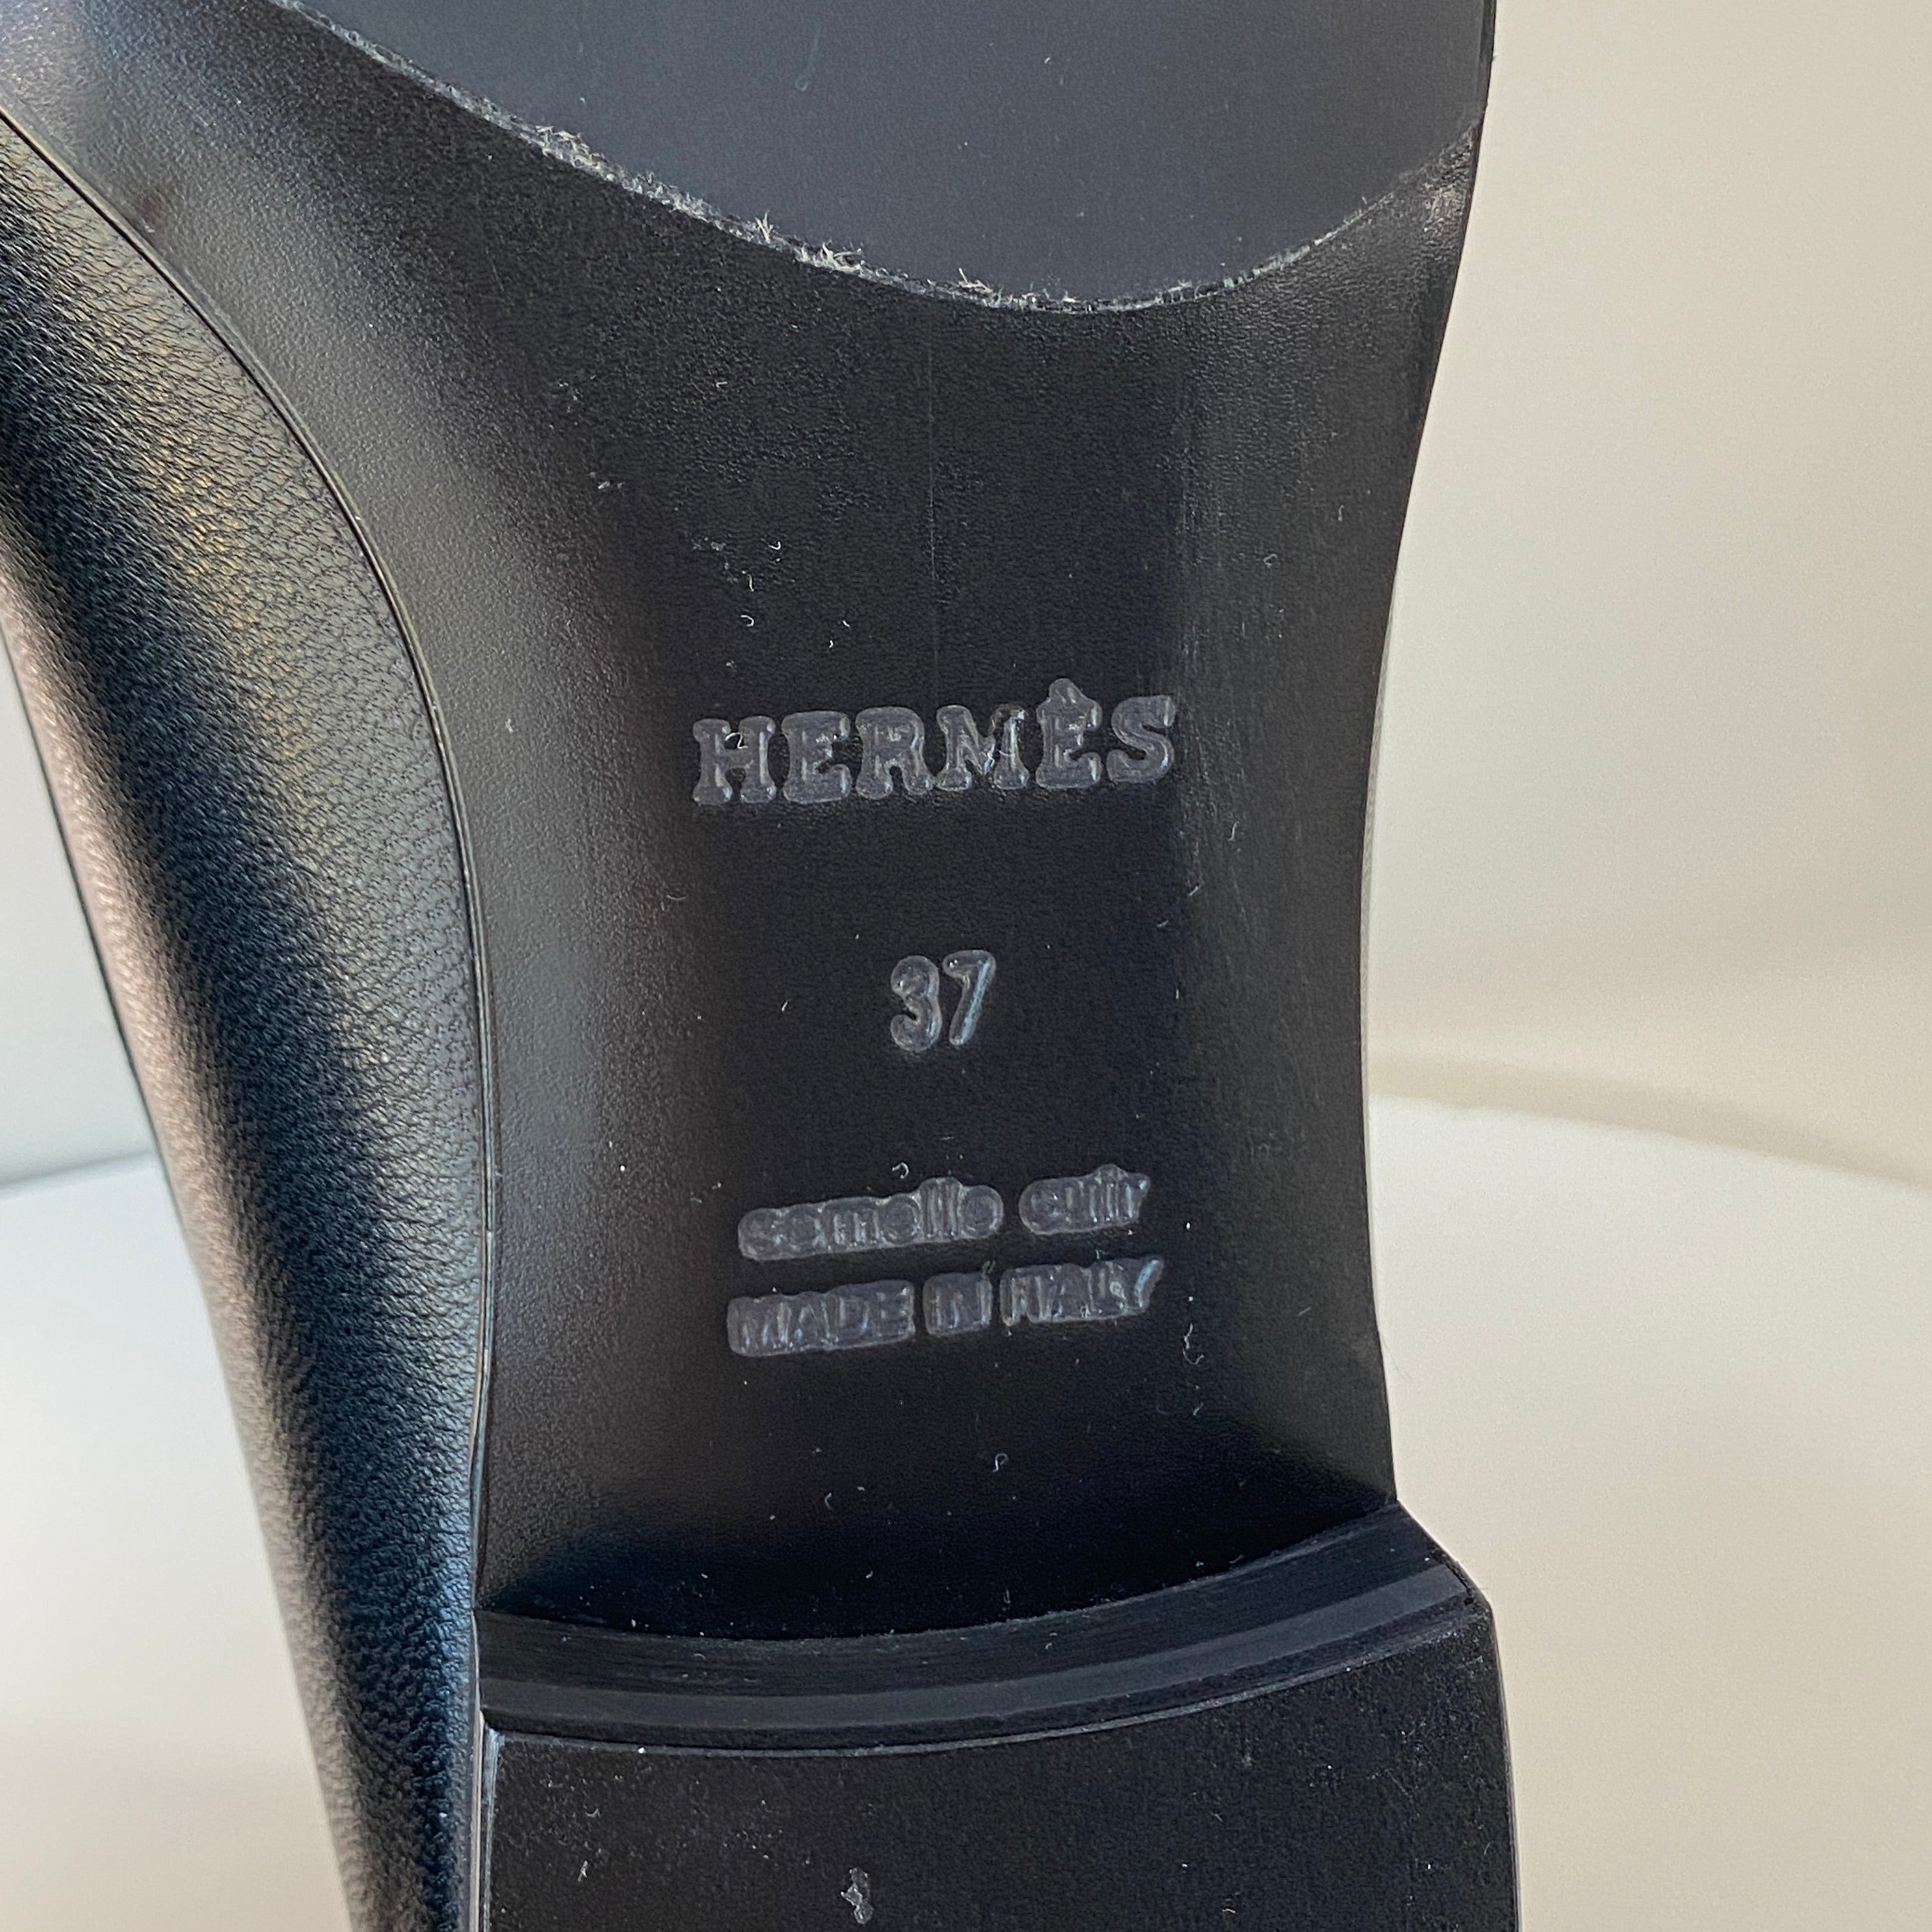 HERMÈS
37
semelle cuir
MADE IN ITALY